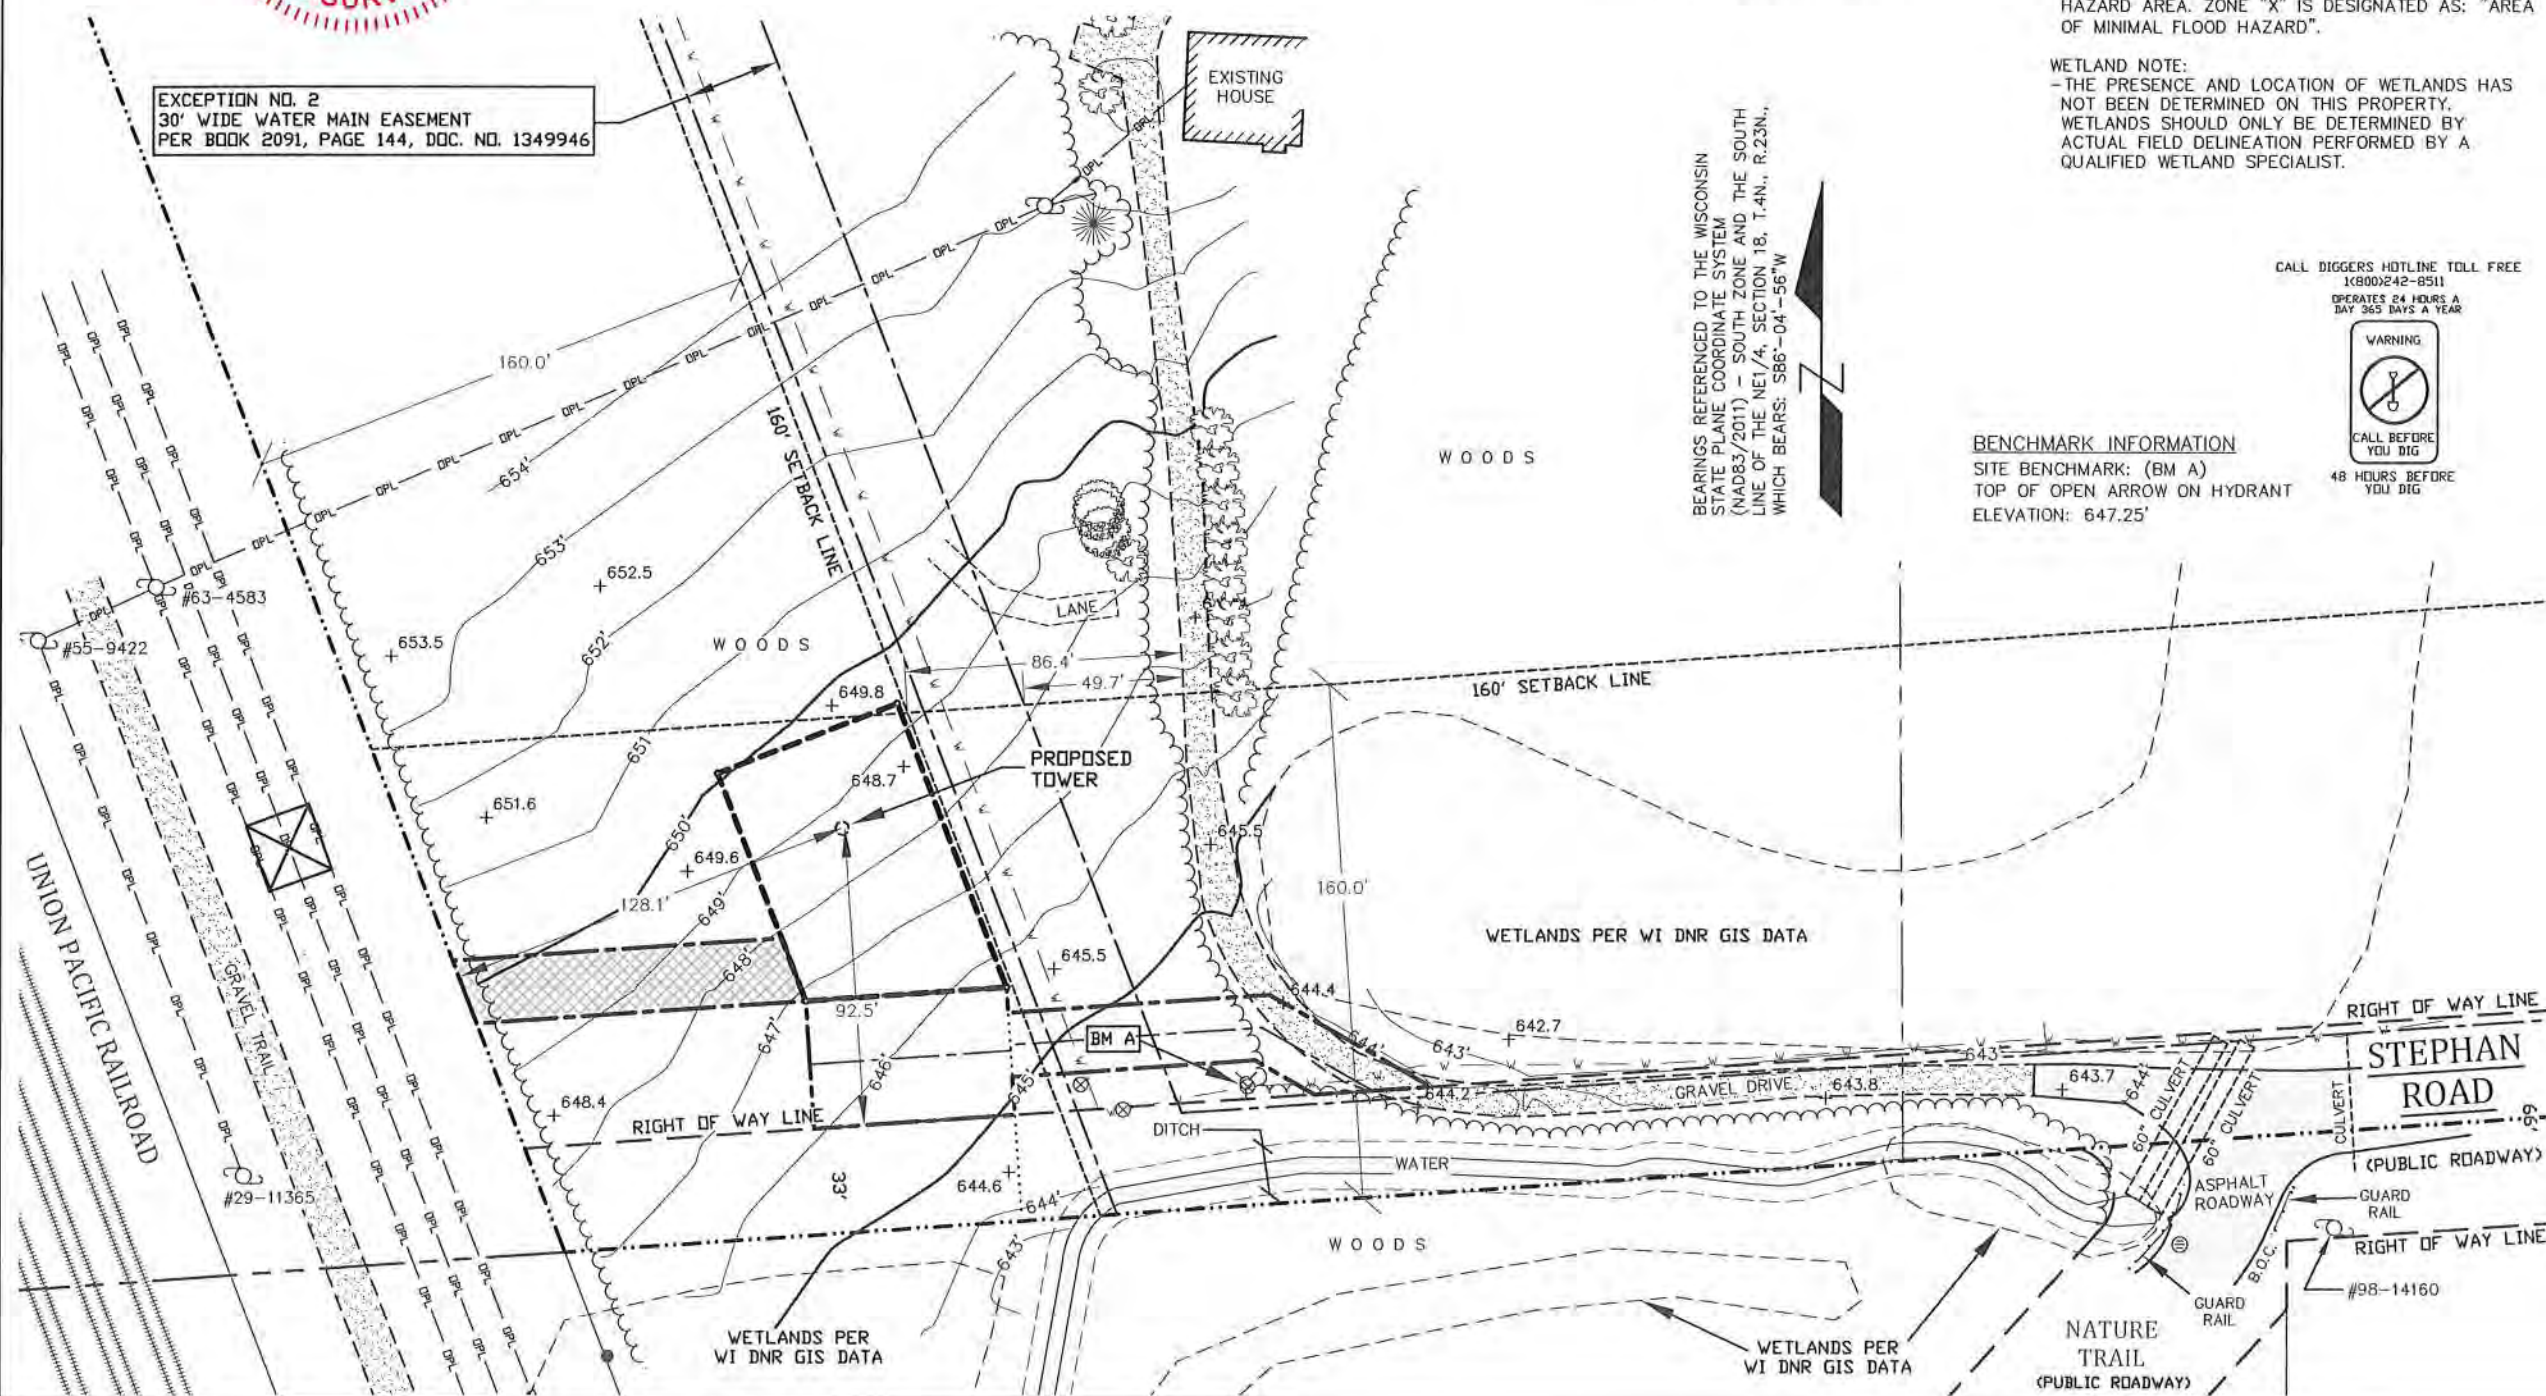 SURV
HAZARD AREA. ZONE "X" IS DESIGNATED AS: "AREA
OF MINIMAL FLOOD HAZARD".
WETLAND NOTE:
-THE PRESENCE AND LOCATION OF WETLANDS HAS
NOT BEEN DETERMINED ON THIS PROPERTY.
WETLANDS SHOULD ONLY BE DETERMINED BY
ACTUAL FIELD DELINEATION PERFORMED BY A
QUALIFIED WETLAND SPECIALIST.
EXCEPTION NO. 2
30' WIDE WATER MAIN EASEMENT
PER BOOK 2091, PAGE 144, DOC. NO. 1349946
EXISTING
HOUSE
BEARINGS REFERENCED TO THE WISCONSIN
STATE PLANE COORDINATE SYSTEM
(NAD83/2011) - SOUTH ZONE AND THE SOUTH
LINE OF THE NE1/4, SECTION 18, T.4N., R.23N.,
WHICH BEARS: S86°-04'-56"W
CALL DIGGERS HOTLINE TOLL FREE
1(800)242-8511
OPERATES 24 HOURS A
DAY 365 DAYS A YEAR
WARNING
CALL BEFORE
YOU DIG
48 HOURS BEFORE
YOU DIG
BENCHMARK INFORMATION
SITE BENCHMARK: (BM A)
TOP OF OPEN ARROW ON HYDRANT
ELEVATION: 647.25'
Z
160.0'
654'
160' SETBACK LINE
WOODS
653'
652.5
#63-4583
#55-9422
653.5
652'
WOODS
LANE
86.4'
49.7'
649.8
160' SETBACK LINE
651
648.7
PROPOSED
TOWER
651.6
650'
649.6
645.5
128.1'
649'
160.0'
WETLANDS PER WI DNR GIS DATA
UNION PACIFIC RAILROAD
GRAVEL TRAIL
648'
645.5
92.5'
644.4
BM A
644'
643'
642.7
643
RIGHT OF WAY LINE
STEPHAN
ROAD
647'
646'
645'
644.2
GRAVEL DRIVE
643.8
643.7
644'
60" CULVERT
60" CULVERT
CULVERT
66'
648.4
RIGHT OF WAY LINE
DITCH
WATER
(PUBLIC ROADWAY)
33'
#29-11365
644.6
644'
643'
ASPHALT
ROADWAY
GUARD
RAIL
WOODS
B.O.C.
RIGHT OF WAY LINE
#98-14160
GUARD
RAIL
WETLANDS PER
WI DNR GIS DATA
WETLANDS PER
WI DNR GIS DATA
NATURE
TRAIL
(PUBLIC ROADWAY)
OPL
W